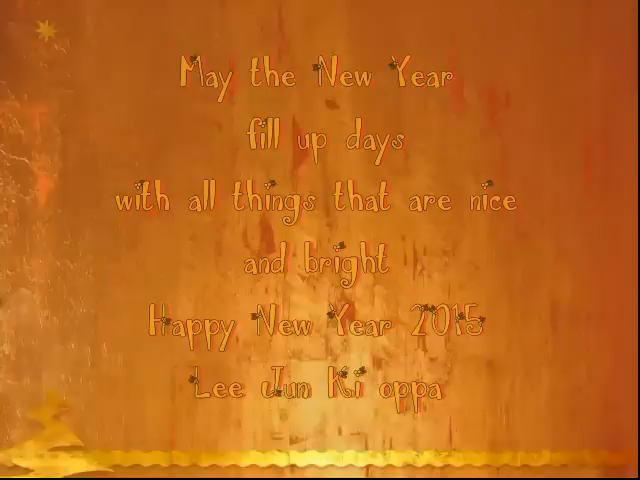 May the New Year
fill up days
with all things that are nice
and bright
Happy New Year 2015
Lee Jun Ki oppa